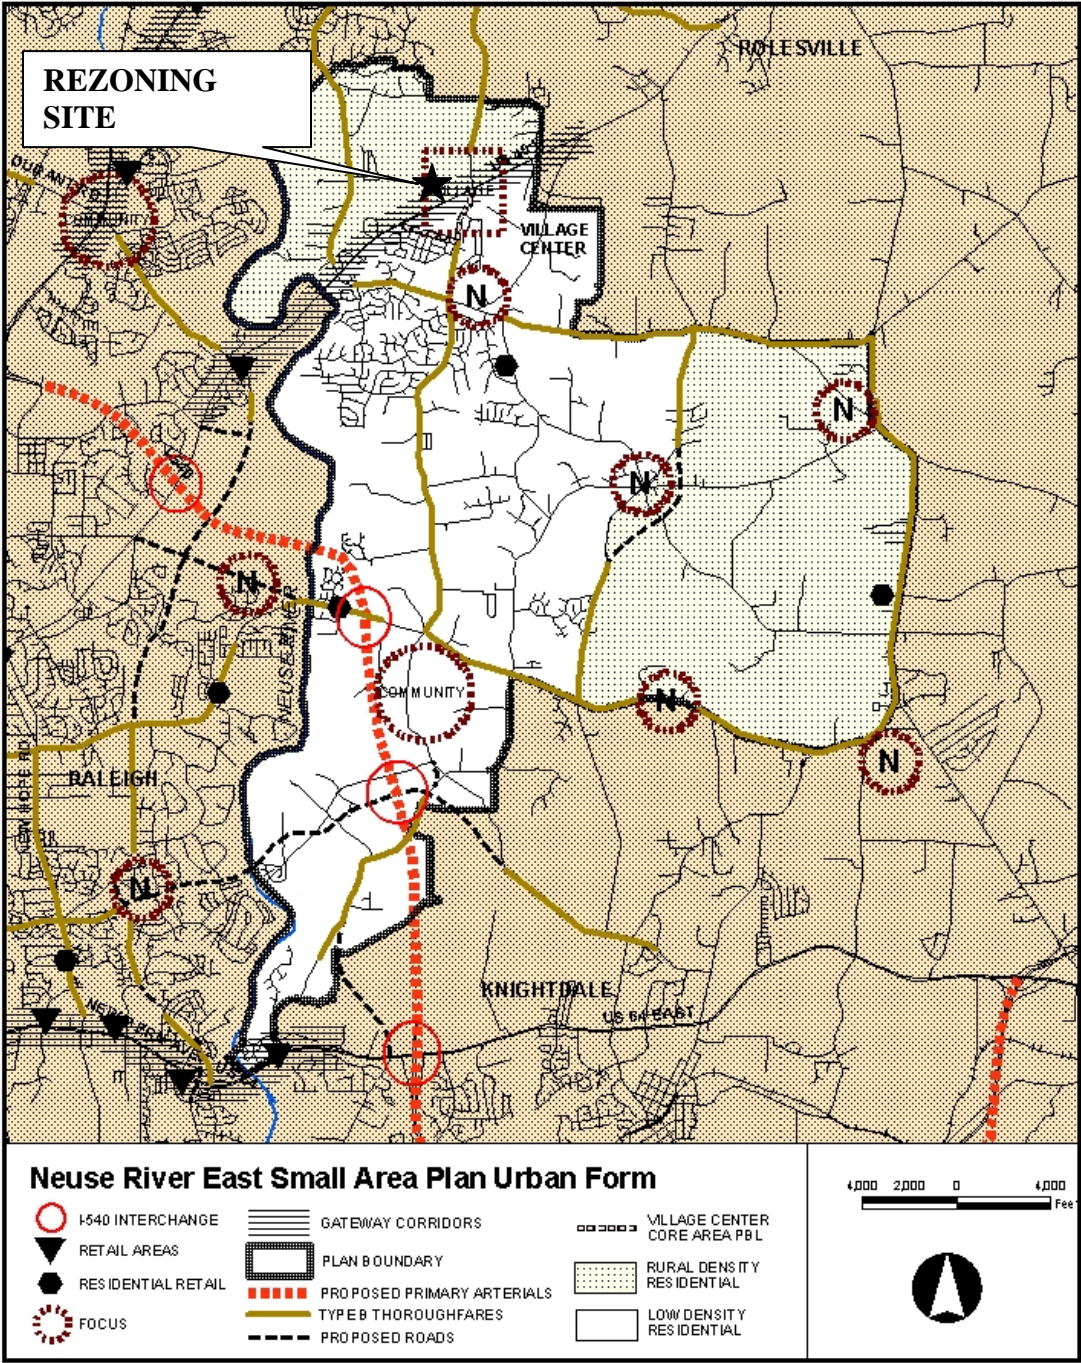 ROLESVILLE
REZONING
SITE
VILLAGE
CENTER
N
N
N
N
NEUSE RIVER
COMMUNITY
N
N
RALEIGH
NEW HOPE RD
N
KNIGHTDALE
US 64 EAST
Neuse River East Small Area Plan Urban Form
I-540 INTERCHANGE
RETAIL AREAS
RESIDENTIAL RETAIL
FOCUS
GATEWAY CORRIDORS
PLAN BOUNDARY
PROPOSED PRIMARY ARTERIALS
TYPE B THOROUGHFARES
PROPOSED ROADS
VILLAGE CENTER
CORE AREA PBL
RURAL DENSITY
RESIDENTIAL
LOW DENSITY
RESIDENTIAL
4,000 2,000 0 4,000
Feet